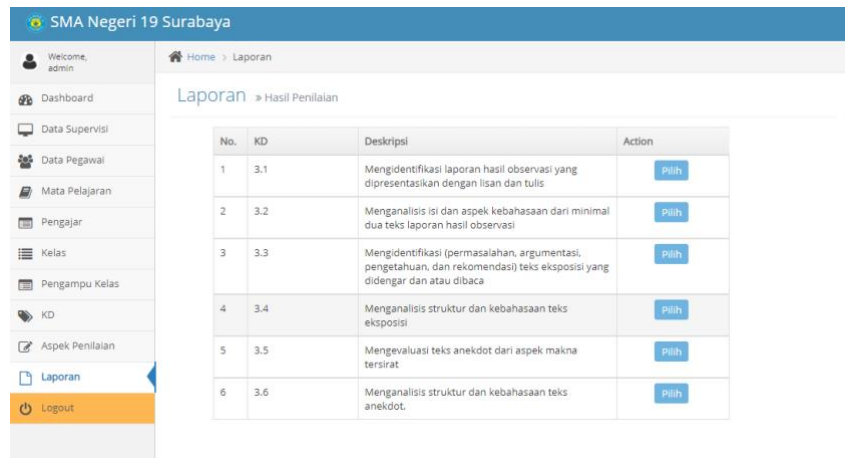 SMA Negeri 19 Surabaya
Welcome,
admin
Home > Laporan
Dashboard
Data Supervisi
Data Pegawai
Mata Pelajaran
Pengajar
Kelas
Pengampu Kelas
KD
Aspek Penilaian
Laporan
Logout
Laporan » Hasil Penilaian
No. KD Deskripsi Action
1 3.1 Mengidentifikasi laporan hasil observasi yang Pilih
dipresentasikan dengan lisan dan tulis
2 3.2 Menganalisis isi dan aspek kebahasaan dari minimal Pilih
dua teks laporan hasil observasi
3 3.3 Mengidentifikasi (permasalahan, argumentasi, Pilih
pengetahuan, dan rekomendasi) teks eksposisi yang
didengar dan atau dibaca
4 3.4 Menganalisis struktur dan kebahasaan teks Pilih
eksposisi
5 3.5 Mengevaluasi teks anekdot dari aspek makna Pilih
tersirat
6 3.6 Menganalisis struktur dan kebahasaan teks Pilih
anekdot.